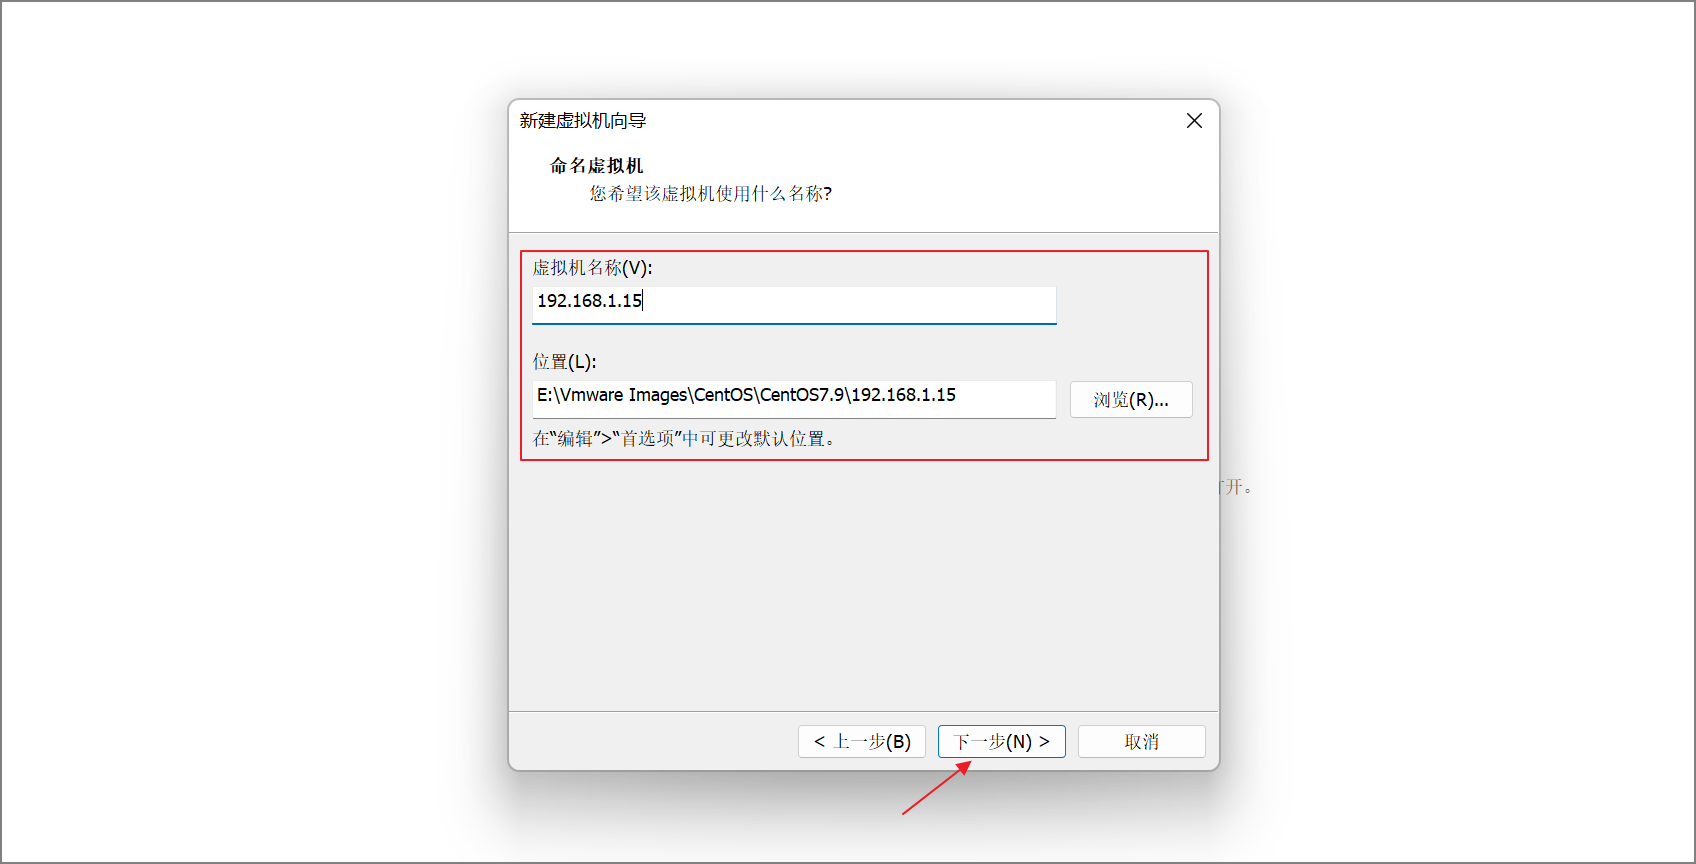 新建虚拟机向导
命名虚拟机
您希望该虚拟机使用什么名称?
虚拟机名称(V):
192.168.1.15
位置(L):
E:\Vmware Images\CentOS\CentOS7.9\192.168.1.15
浏览(R)...
在“编辑”>“首选项”中可更改默认位置。
开。
< 上一步(B)
下一步(N) >
取消